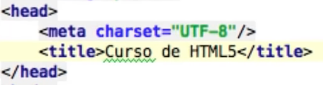 <head>
<meta charset="UTF-8"/>
<title>Curso de HTML5</title>
</head>